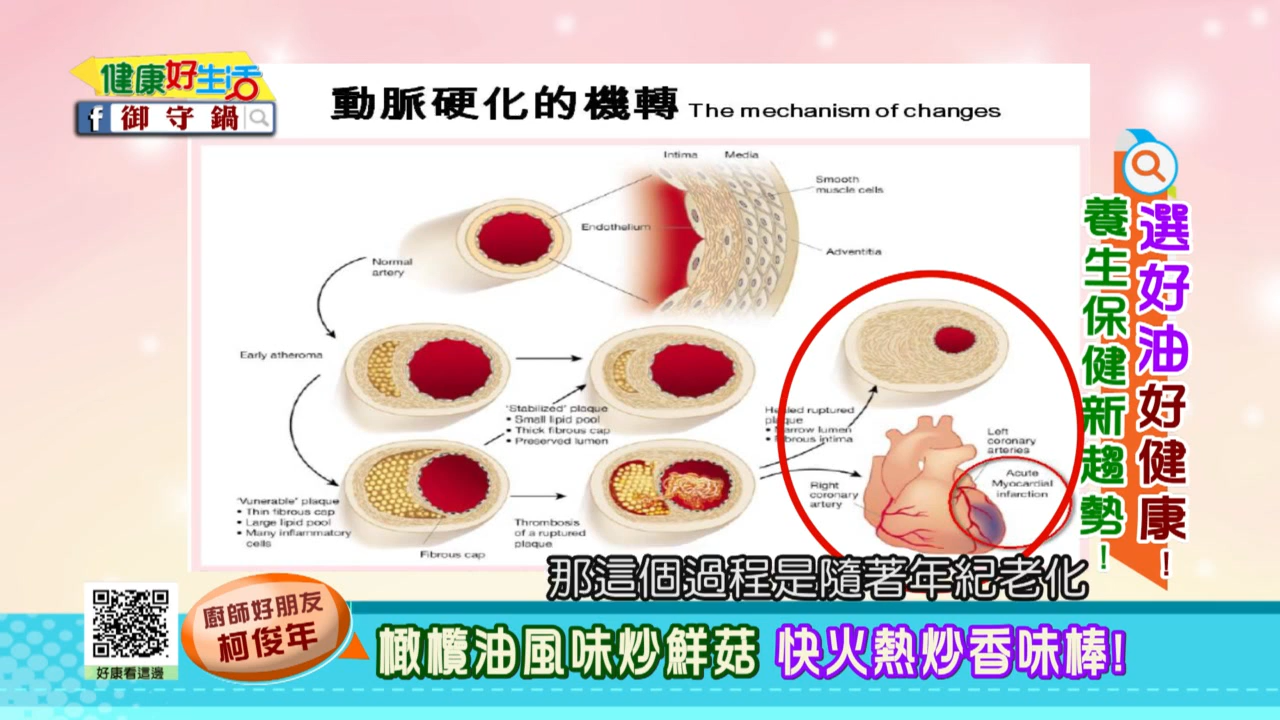 健康好生活
御守鍋
動脈硬化的機轉 The mechanism of changes
Intima Media
Smooth
muscle cells
Endothelium
Adventitia
Normal
artery
Early atheroma
"Stabilized" plaque
• Small lipid pool
• Thick fibrous cap
• Preserved lumen
Healed ruptured
plaque
• Narrow lumen
• Fibrous intima
Left
coronary
arteries
Acute
Myocardial
infarction
Right
coronary
artery
"Vunerable" plaque
• Thin fibrous cap
• Large lipid pool
• Many inflammatory
cells
Thrombosis
of a ruptured
plaque
Fibrous cap
選好油好健康！
養生保健新趨勢！
那這個過程是隨著年紀老化
廚師好朋友
柯俊年
好康看這邊
橄欖油風味炒鮮菇 快火熱炒香味棒!